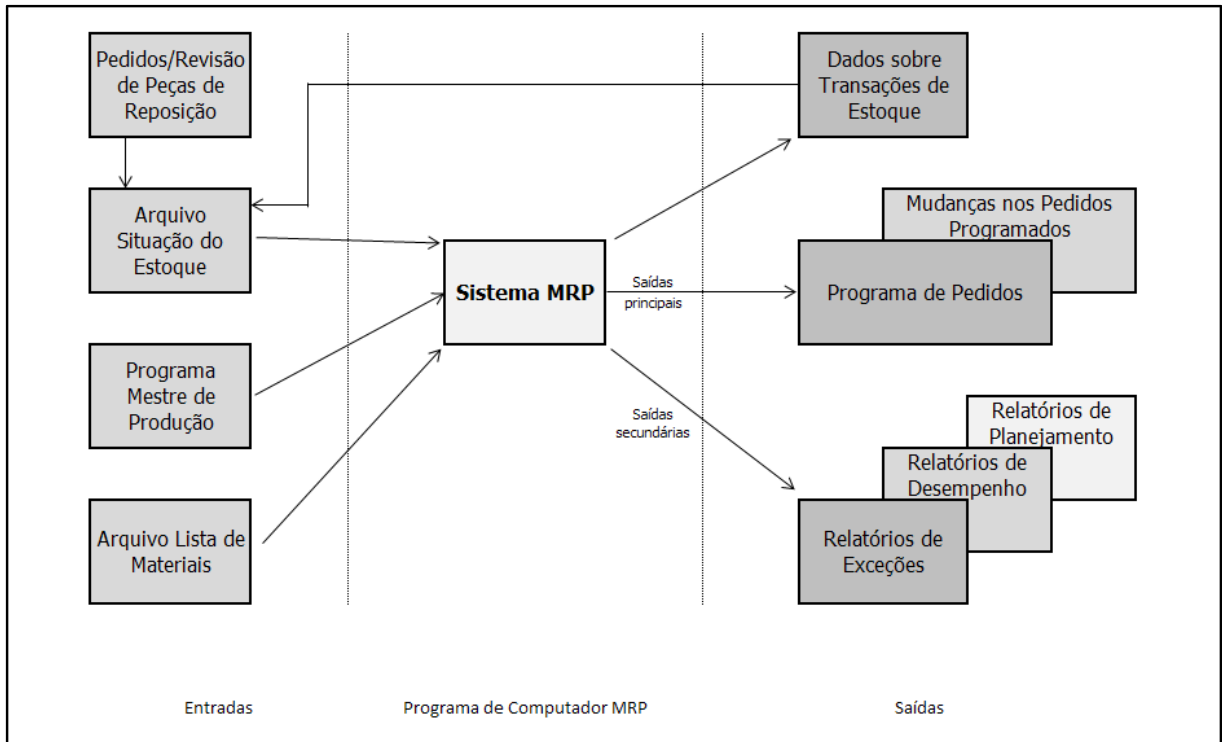 Pedidos/Revisão
de Peças de
Reposição
Dados sobre
Transações de
Estoque
Arquivo
Situação do
Estoque
Mudanças nos Pedidos
Programados
Sistema MRP
Saídas
principais
Programa de Pedidos
Programa
Mestre de
Produção
Saídas
secundárias
Relatórios de
Planejamento
Relatórios de
Desempenho
Arquivo Lista de
Materiais
Relatórios de
Exceções
Entradas
Programa de Computador MRP
Saídas